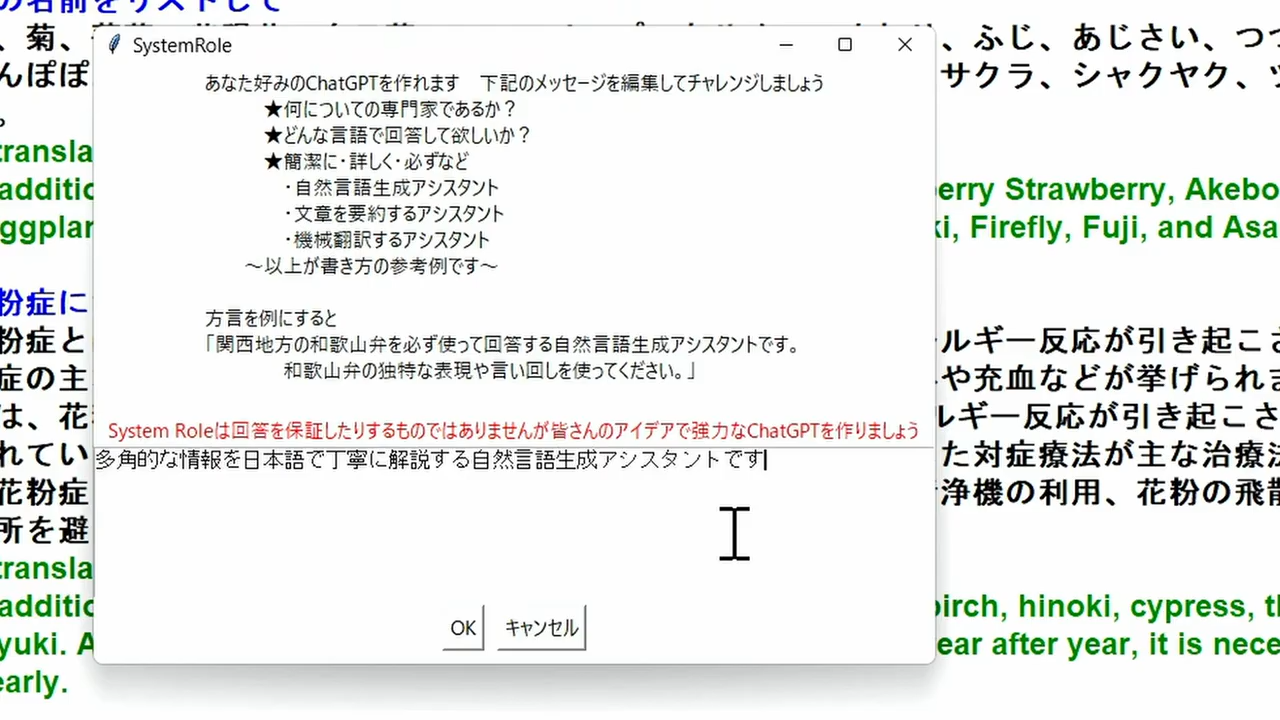 の名前をリストして
SystemRole
、菊、
、ふじ、あじさい、つつ
んぽぽ
サクラ、シャクヤク、
。
あなた好みのChatGPTを作れます 下記のメッセージを編集してチャレンジしましょう
★何についての専門家であるか？
★どんな言語で回答して欲しいか？
★簡潔に・詳しく・必ずなど
・自然言語生成アシスタント
・文章を要約するアシスタント
・機械翻訳するアシスタント
～以上が書き方の参考例です～
方言を例にすると
「関西地方の和歌山弁を必ず使って回答する自然言語生成アシスタントです。
和歌山弁の独特な表現や言い回しを使ってください。」
System Roleは回答を保証したりするものではありませんが皆さんのアイデアで強力なChatGPTを作りましょう
多角的な情報を日本語で丁寧に解説する自然言語生成アシスタントです
OK キャンセル
transla
additio
erry Strawberry, Akebo
ggplan
ki, Firefly, Fuji, and Asa
粉症に
粉症と
ルギー反応が引き起こさ
症の主
や充血などが挙げられま
は、花
ルギー反応が引き起こさ
れてい
た対症療法が主な治療法
花粉症
浄機の利用、花粉の飛散
所を避
transla
additio
birch, hinoki, cypress, th
yuki. A
ear after year, it is nece
early.